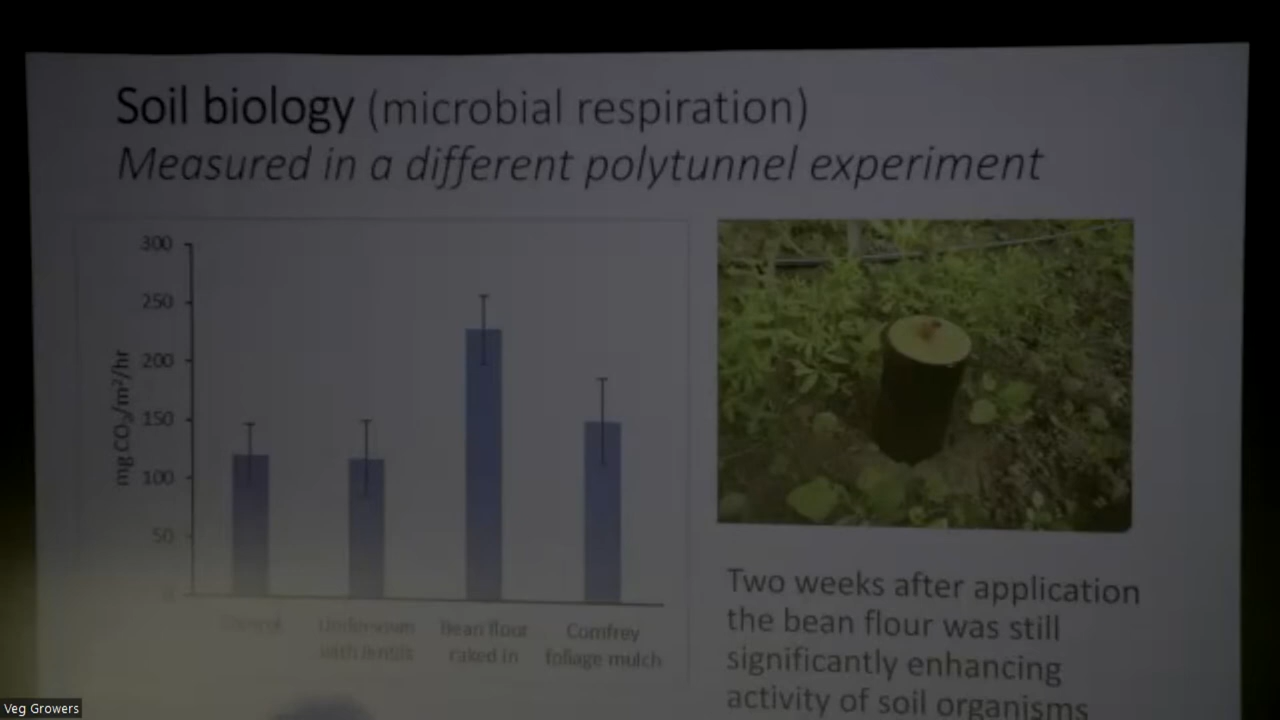 Soil biology (microbial respiration)
Measured in a different polytunnel experiment
300
250
200
150
100
50
0
mg CO₂/m²/hr
Control
Undersown with lentils
Bean flour raked in
Comfrey foliage mulch
Two weeks after application
the bean flour was still
significantly enhancing
activity of soil organisms
Veg Growers